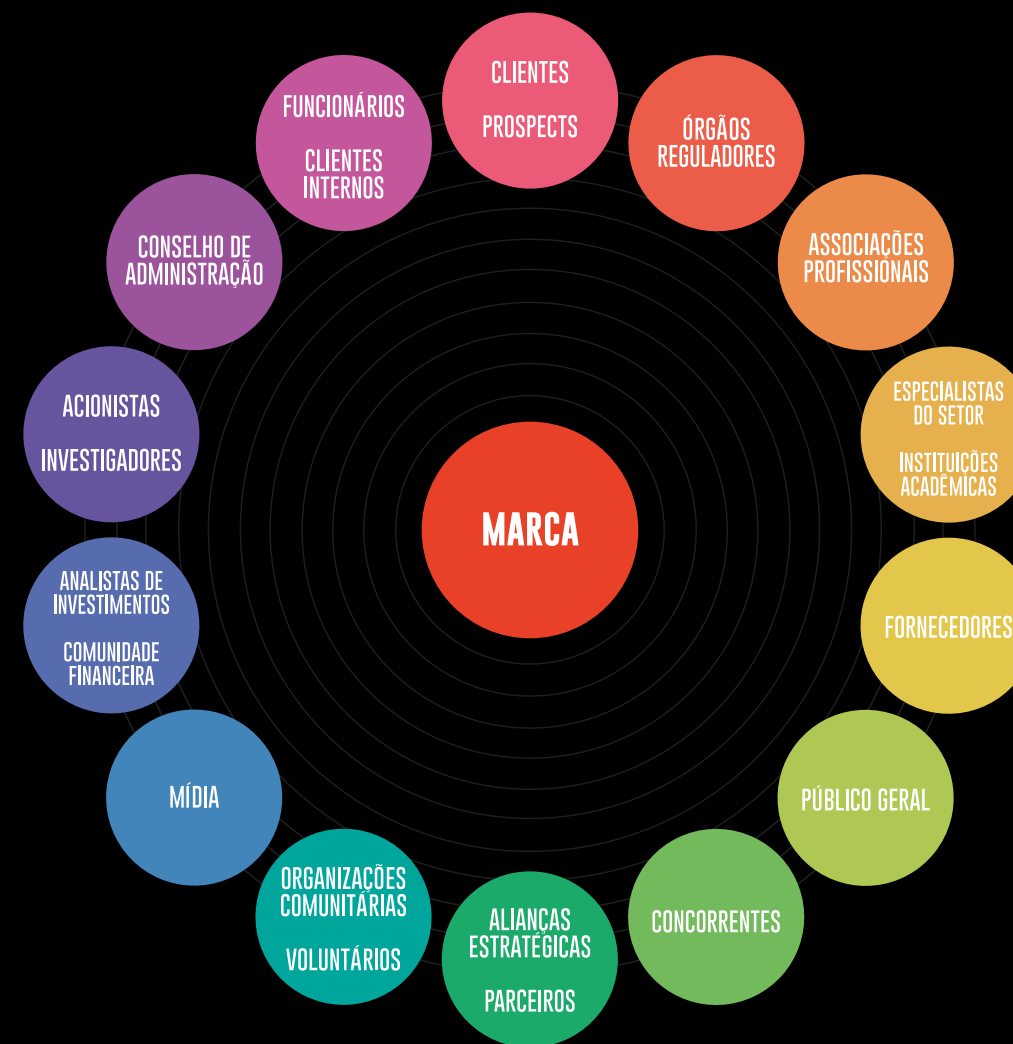 CLIENTES
PROSPECTS
ÓRGÃOS
REGULADORES
ASSOCIAÇÕES
PROFISSIONAIS
ESPECIALISTAS
DO SETOR
INSTITUIÇÕES
ACADÊMICAS
FORNECEDORES
PÚBLICO GERAL
CONCORRENTES
ALIANÇAS
ESTRATÉGICAS
PARCEIROS
ORGANIZAÇÕES
COMUNITÁRIAS
VOLUNTÁRIOS
MÍDIA
ANALISTAS DE
INVESTIMENTOS
COMUNIDADE
FINANCEIRA
ACIONISTAS
INVESTIGADORES
CONSELHO DE
ADMINISTRAÇÃO
FUNCIONÁRIOS
CLIENTES
INTERNOS
MARCA